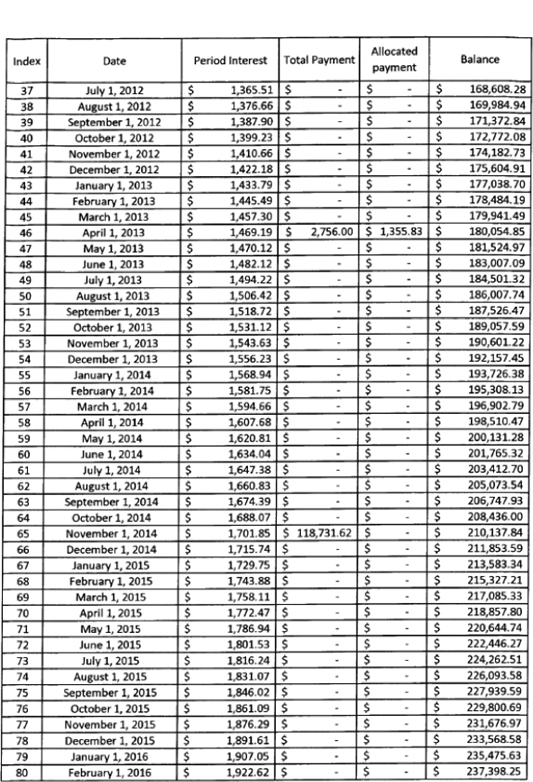 Index Date Period Interest Total Payment Allocated payment Balance
37 July 1, 2012 $ 1,365.51 $ - $ - $ 168,608.28
38 August 1, 2012 $ 1,376.66 $ - $ - $ 169,984.94
39 September 1, 2012 $ 1,387.90 $ - $ - $ 171,372.84
40 October 1, 2012 $ 1,399.23 $ - $ - $ 172,772.08
41 November 1, 2012 $ 1,410.66 $ - $ - $ 174,182.73
42 December 1, 2012 $ 1,422.18 $ - $ - $ 175,604.91
43 January 1, 2013 $ 1,433.79 $ - $ - $ 177,038.70
44 February 1, 2013 $ 1,445.49 $ - $ - $ 178,484.19
45 March 1, 2013 $ 1,457.30 $ - $ - $ 179,941.49
46 April 1, 2013 $ 1,469.19 $ 2,756.00 $ 1,355.83 $ 180,054.85
47 May 1, 2013 $ 1,470.12 $ - $ - $ 181,524.97
48 June 1, 2013 $ 1,482.12 $ - $ - $ 183,007.09
49 July 1, 2013 $ 1,494.22 $ - $ - $ 184,501.32
50 August 1, 2013 $ 1,506.42 $ - $ - $ 186,007.74
51 September 1, 2013 $ 1,518.72 $ - $ - $ 187,526.47
52 October 1, 2013 $ 1,531.12 $ - $ - $ 189,057.59
53 November 1, 2013 $ 1,543.63 $ - $ - $ 190,601.22
54 December 1, 2013 $ 1,556.23 $ - $ - $ 192,157.45
55 January 1, 2014 $ 1,568.94 $ - $ - $ 193,726.38
56 February 1, 2014 $ 1,581.75 $ - $ - $ 195,308.13
57 March 1, 2014 $ 1,594.66 $ - $ - $ 196,902.79
58 April 1, 2014 $ 1,607.68 $ - $ - $ 198,510.47
59 May 1, 2014 $ 1,620.81 $ - $ - $ 200,131.28
60 June 1, 2014 $ 1,634.04 $ - $ - $ 201,765.32
61 July 1, 2014 $ 1,647.38 $ - $ - $ 203,412.70
62 August 1, 2014 $ 1,660.83 $ - $ - $ 205,073.54
63 September 1, 2014 $ 1,674.39 $ - $ - $ 206,747.93
64 October 1, 2014 $ 1,688.07 $ - $ - $ 208,436.00
65 November 1, 2014 $ 1,701.85 $ 118,731.62 $ - $ 210,137.84
66 December 1, 2014 $ 1,715.74 $ - $ - $ 211,853.59
67 January 1, 2015 $ 1,729.75 $ - $ - $ 213,583.34
68 February 1, 2015 $ 1,743.88 $ - $ - $ 215,327.21
69 March 1, 2015 $ 1,758.11 $ - $ - $ 217,085.33
70 April 1, 2015 $ 1,772.47 $ - $ - $ 218,857.80
71 May 1, 2015 $ 1,786.94 $ - $ - $ 220,644.74
72 June 1, 2015 $ 1,801.53 $ - $ - $ 222,446.27
73 July 1, 2015 $ 1,816.24 $ - $ - $ 224,262.51
74 August 1, 2015 $ 1,831.07 $ - $ - $ 226,093.58
75 September 1, 2015 $ 1,846.02 $ - $ - $ 227,939.59
76 October 1, 2015 $ 1,861.09 $ - $ - $ 229,800.69
77 November 1, 2015 $ 1,876.29 $ - $ - $ 231,676.97
78 December 1, 2015 $ 1,891.61 $ - $ - $ 233,568.58
79 January 1, 2016 $ 1,907.05 $ - $ - $ 235,475.63
80 February 1, 2016 $ 1,922.62 $ - $ - $ 237,398.25